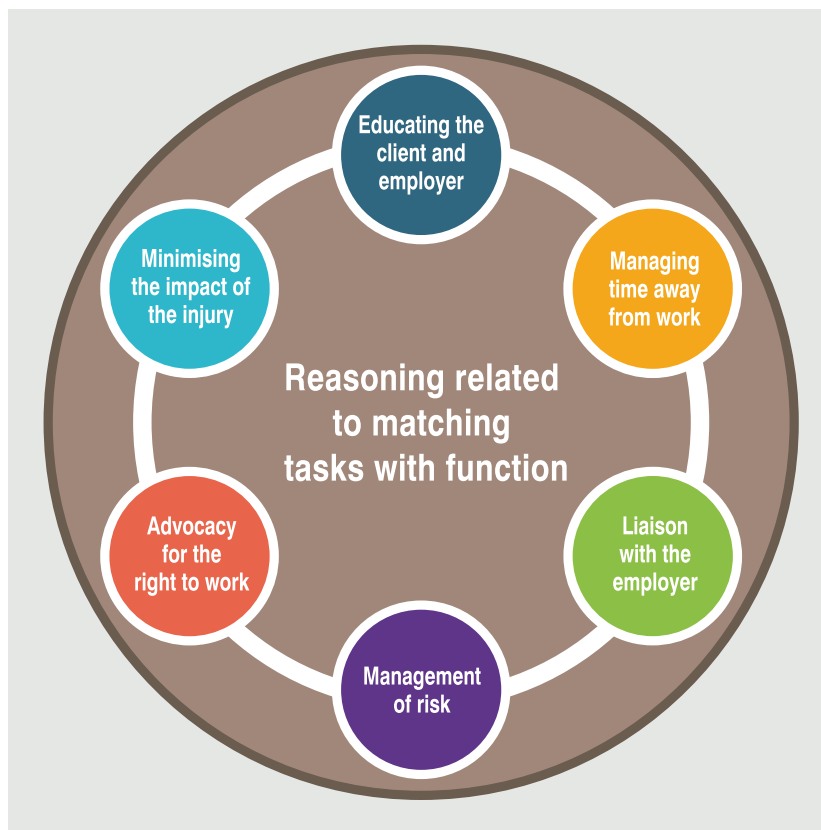 Educating the
client and
employer
Minimising
the impact of
the injury
Managing
time away
from work
Reasoning related
to matching
tasks with function
Advocacy
for the
right to work
Liaison
with the
employer
Management
of risk